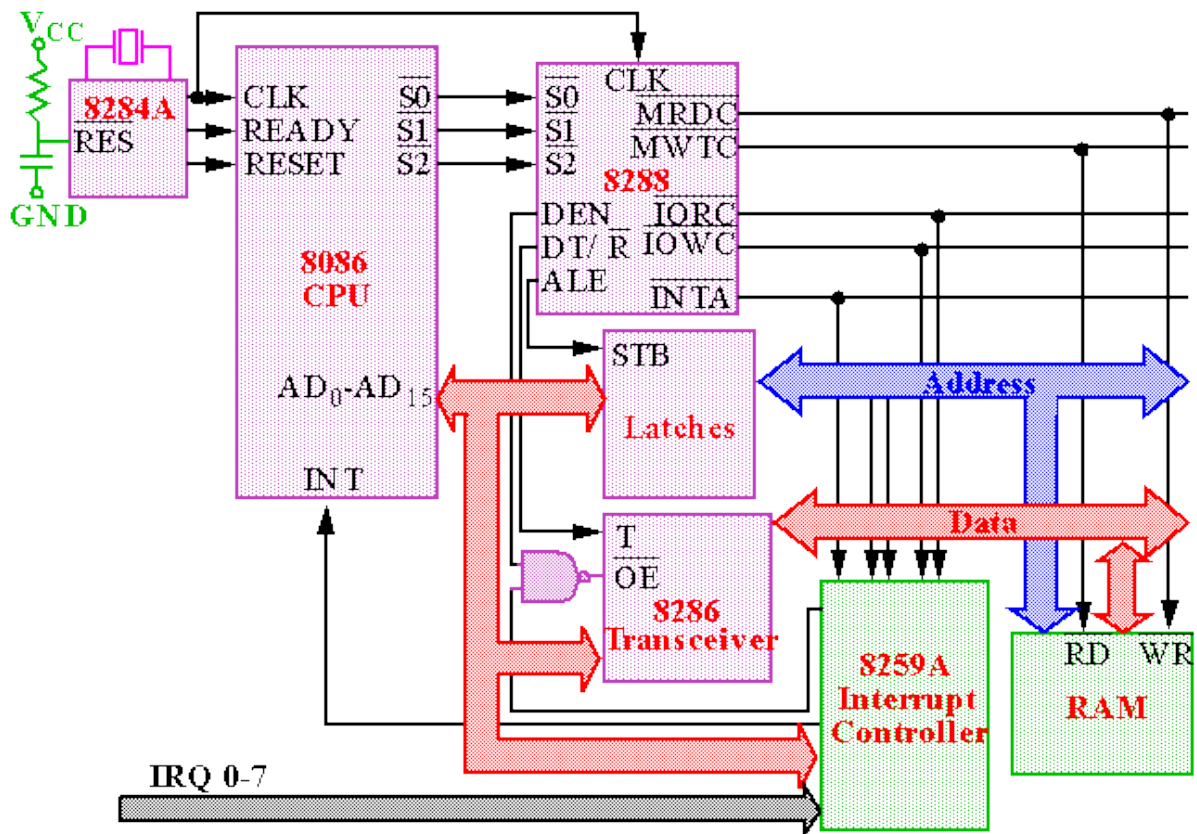 VCC
8284A
RES
GND
CLK
READY
RESET
S0
S1
S2
8086
CPU
AD0-AD15
INT
CLK
S0
S1
S2
MRDC
MWTC
8288
DEN
DT/ R
ALE
IORC
IOWC
INTA
STB
Latches
Address
Data
T
OE
8286
Transceiver
8259A
Interrupt
Controller
RD WR
RAM
IRQ 0-7